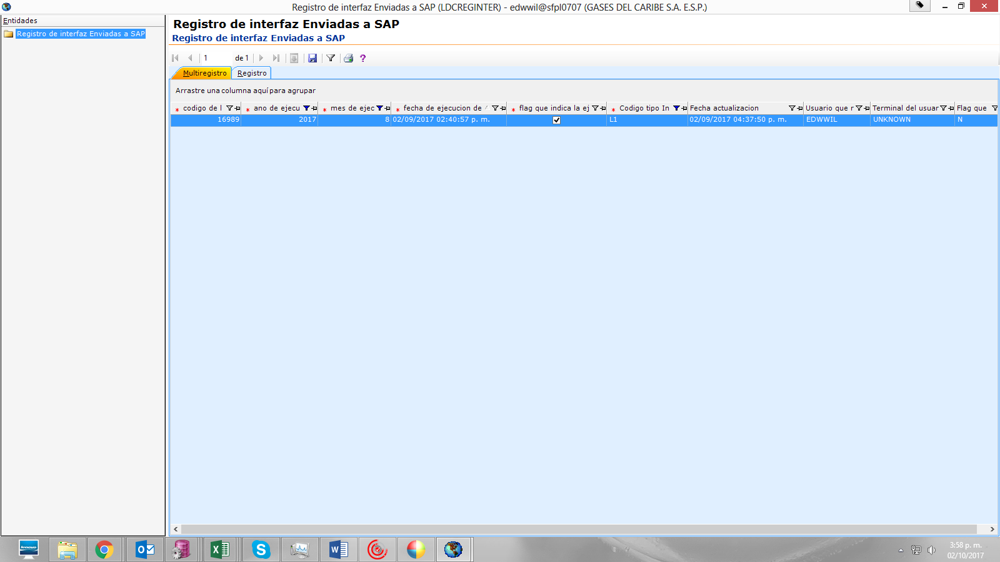 Registro de interfaz Enviadas a SAP (LDCREGINTER) - edwwil@sfpl0707 (GASES DEL CARIBE S.A. E.S.P.)
Entidades
Registro de interfaz Enviadas a SAP
Registro de interfaz Enviadas a SAP
Registro de interfaz Enviadas a SAP
1 de 1
Multiregistro Registro
Arrastre una columna aquí para agrupar
codigo de l ano de ejecu mes de ejec fecha de ejecucion de flag que indica la ej Codigo tipo In Fecha actualizacion Usuario que r Terminal del usuar Flag que
16989 2017 8 02/09/2017 02:40:57 p. m. L1 02/09/2017 04:37:50 p. m. EDWWIL UNKNOWN N
lenovo
3:58 p. m.
02/10/2017